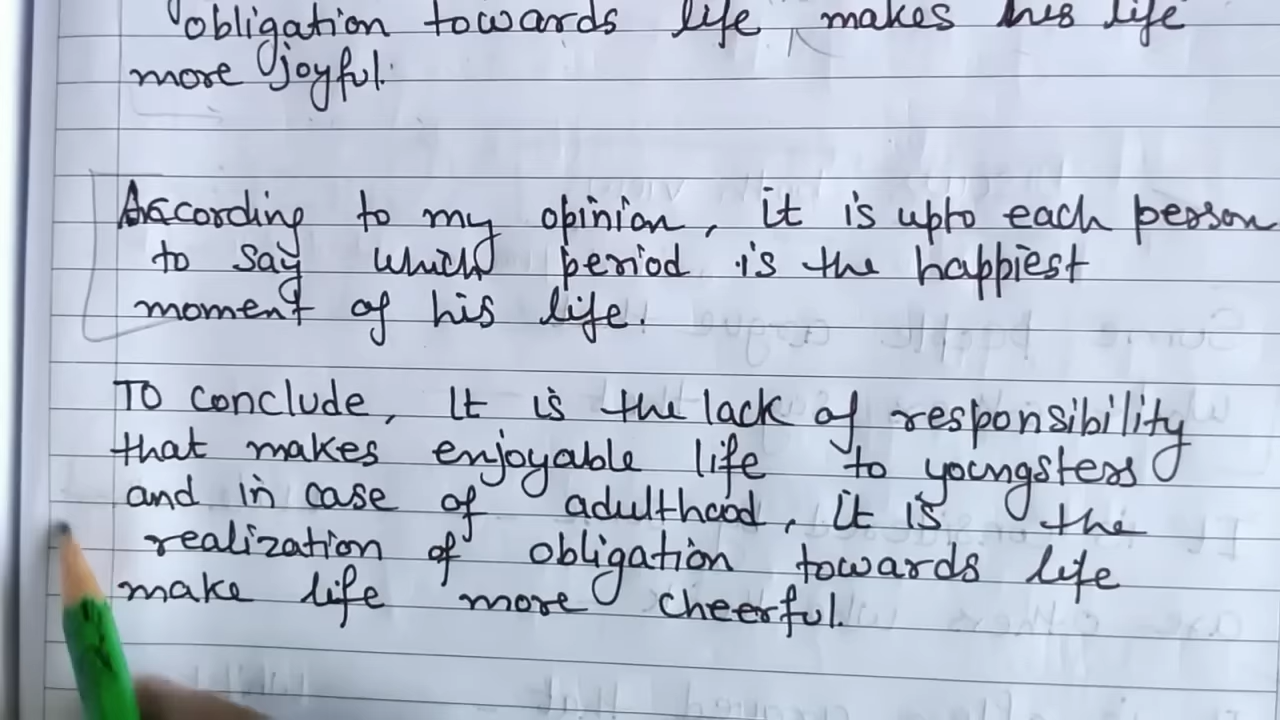 obligation towards life makes his life
more joyful.
According to my opinion, it is upto each person
to say which period is the happiest
moment of his life.
To conclude, It is the lack of responsibility
that makes enjoyable life to youngsters
and in case of adulthood, it is the
realization of obligation towards life
make life more cheerful.